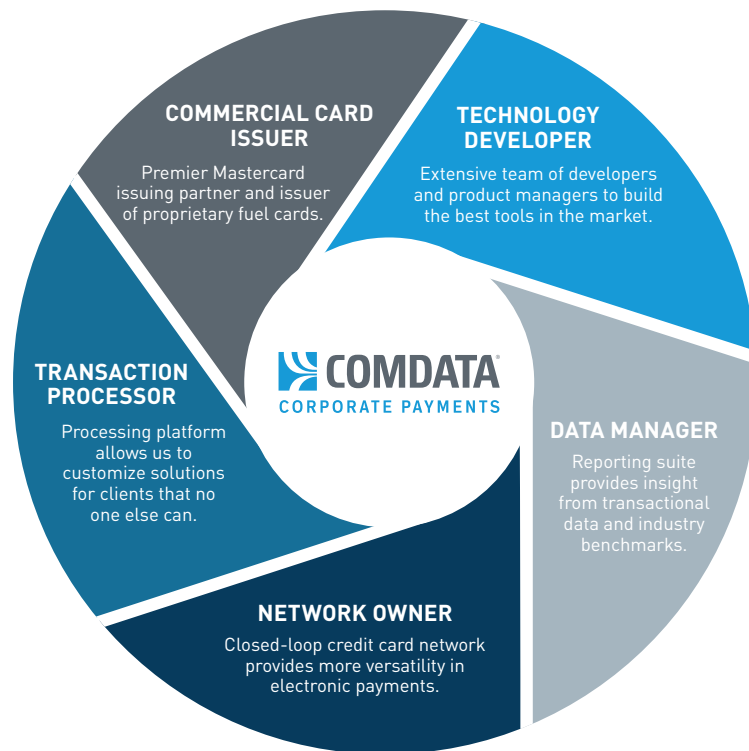 COMMERCIAL CARD
ISSUER
Premier Mastercard
issuing partner and issuer
of proprietary fuel cards.
TECHNOLOGY
DEVELOPER
Extensive team of developers
and product managers to build
the best tools in the market.
TRANSACTION
PROCESSOR
Processing platform
allows us to
customize solutions
for clients that no
one else can.
COMDATA®
CORPORATE PAYMENTS
DATA MANAGER
Reporting suite
provides insight
from transactional
data and industry
benchmarks.
NETWORK OWNER
Closed-loop credit card network
provides more versatility in
electronic payments.